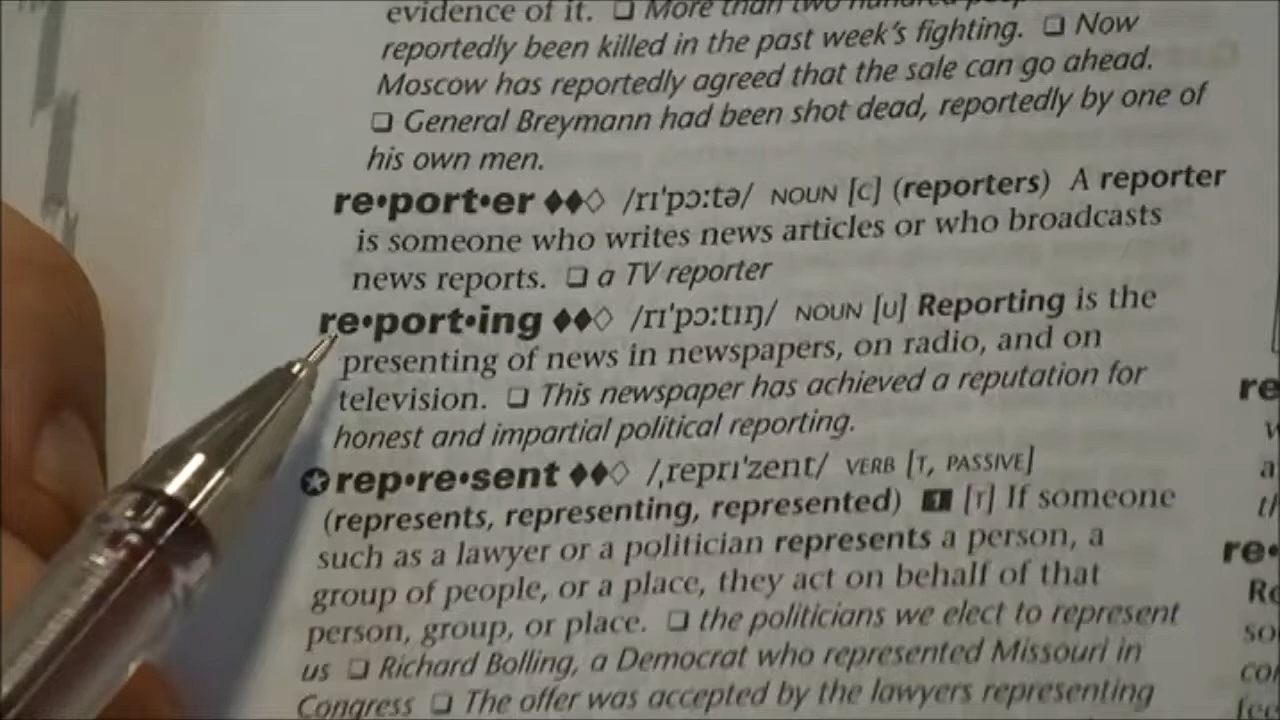 evidence of it. ❑ More than two hundred
reportedly been killed in the past week's fighting. ❑ Now
Moscow has reportedly agreed that the sale can go ahead.
❑ General Breymann had been shot dead, reportedly by one of
his own men.
re•port•er ◆◆◇ /rɪˈpɔːtə/ NOUN [C] (reporters) A reporter
is someone who writes news articles or who broadcasts
news reports. ❑ a TV reporter
re•port•ing ◆◆◇ /rɪˈpɔːtɪŋ/ NOUN [U] Reporting is the
presenting of news in newspapers, on radio, and on
television. ❑ This newspaper has achieved a reputation for
honest and impartial political reporting.
✪ rep•re•sent ◆◆◇ /ˌreprɪˈzent/ VERB [T, PASSIVE]
(represents, representing, represented) 1 [T] If someone
such as a lawyer or a politician represents a person, a
group of people, or a place, they act on behalf of that
person, group, or place. ❑ the politicians we elect to represent
us ❑ Richard Bolling, a Democrat who represented Missouri in
Congress ❑ The offer was accepted by the lawyers representing